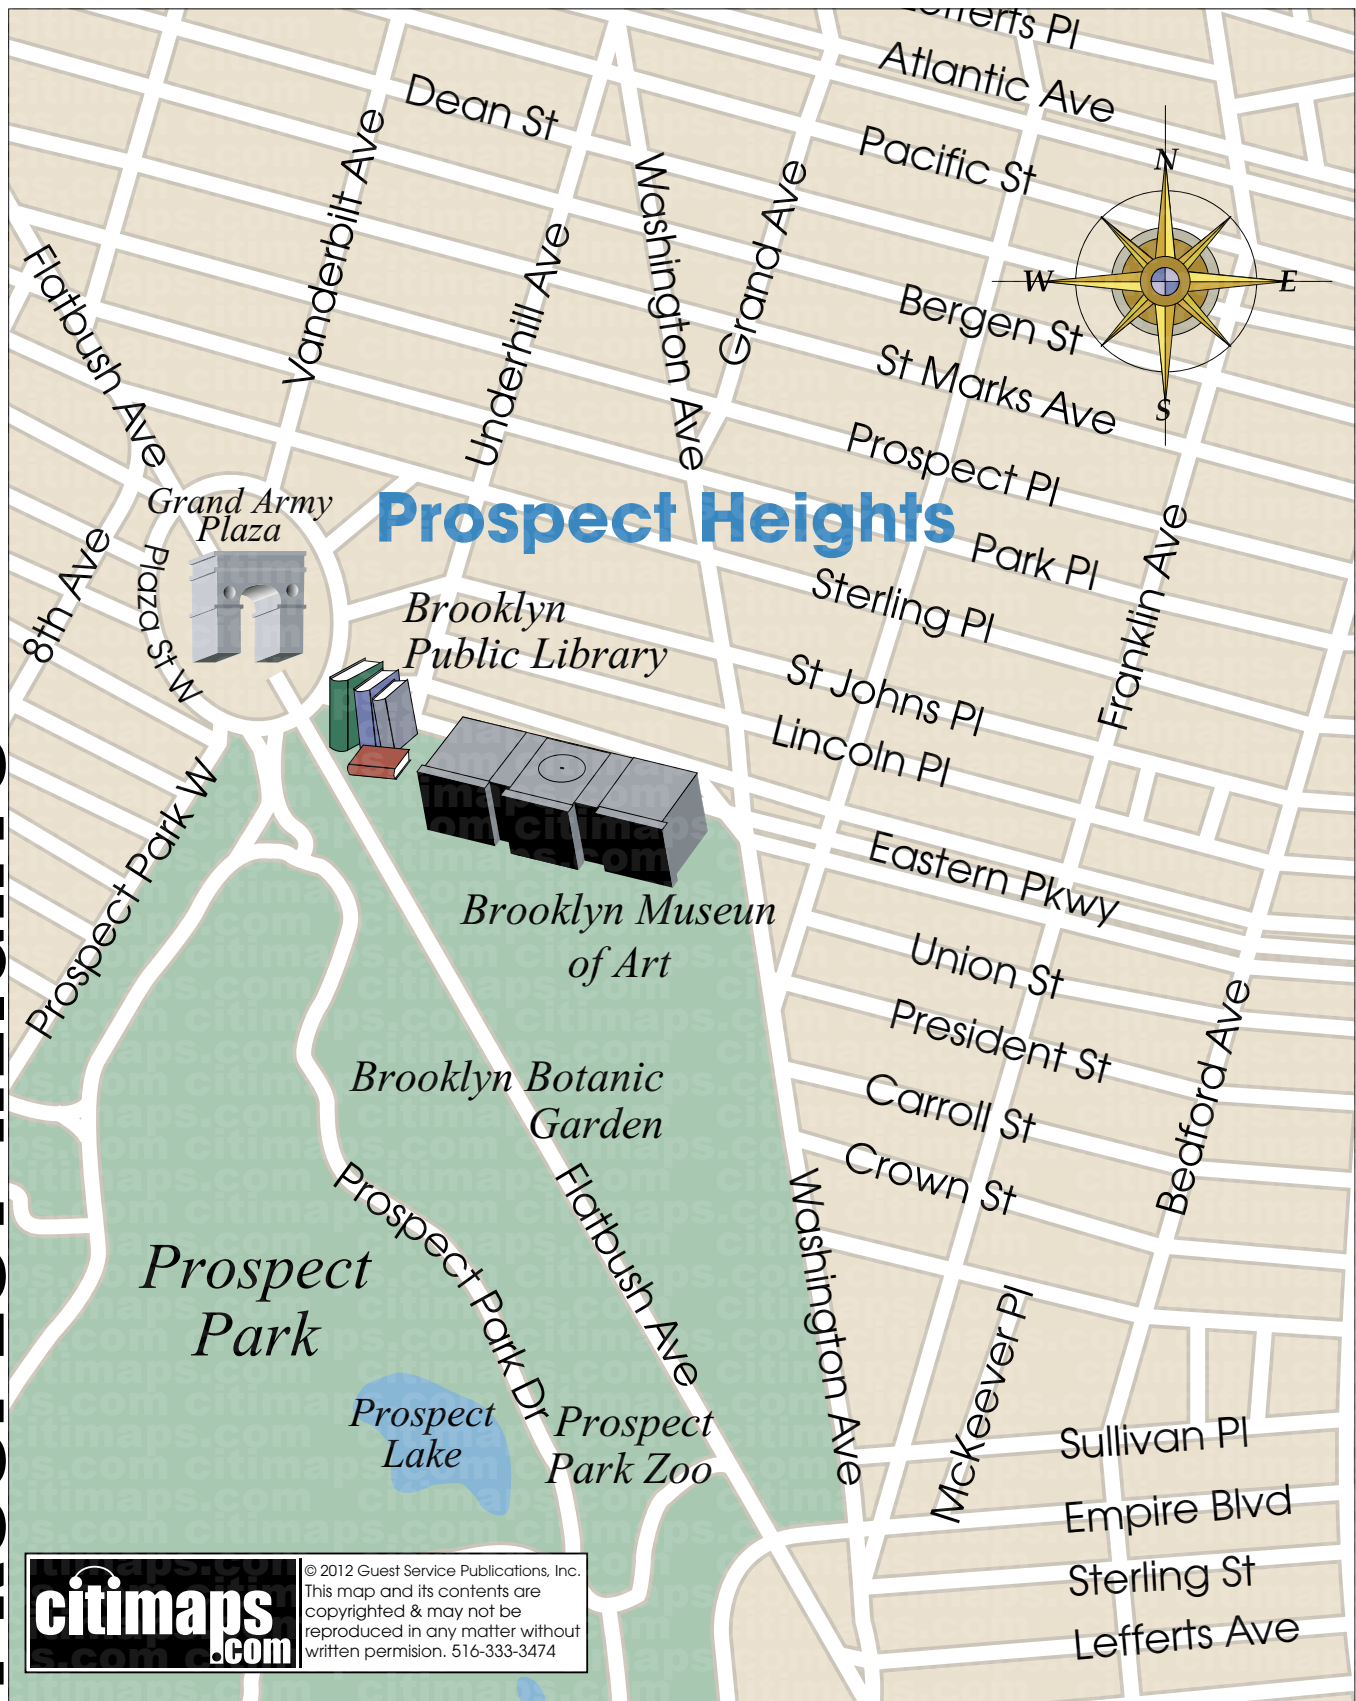 Lefferts Pl
Atlantic Ave
Dean St
Pacific St
Vanderbilt Ave
Washington Ave
Grand Ave
N
W
E
S
Underhill Ave
Flatbush Ave
Bergen St
St Marks Ave
Prospect Pl
Grand Army
Plaza
Prospect Heights
Park Pl
Franklin Ave
8th Ave
Plaza St W
Sterling Pl
Brooklyn
Public Library
St Johns Pl
Lincoln Pl
Prospect Park W
Eastern Pkwy
Brooklyn Museun
of Art
Union St
President St
Bedford Ave
Brooklyn Botanic
Garden
Carroll St
Crown St
Prospect Park Dr
Flatbush Ave
Washington Ave
Prospect
Park
McKeever Pl
Prospect
Lake
Prospect
Park Zoo
Sullivan Pl
Empire Blvd
Sterling St
Lefferts Ave
citimaps
.com
© 2012 Guest Service Publications, Inc.
This map and its contents are
copyrighted & may not be
reproduced in any matter without
written permision. 516-333-3474